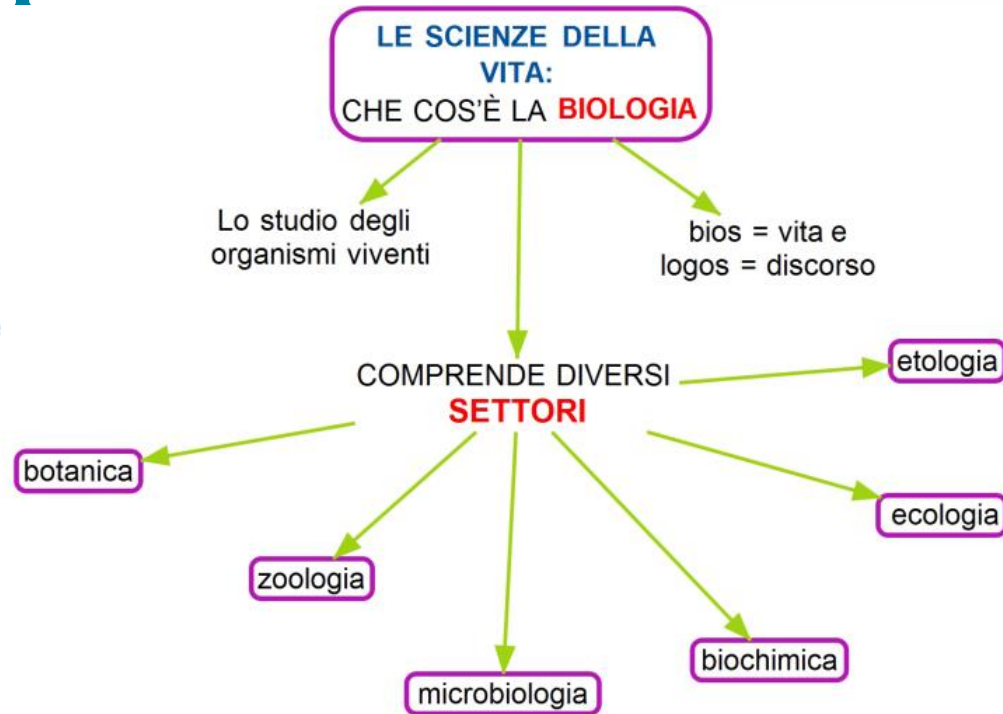 LE SCIENZE DELLA
VITA:
CHE COS'È LA BIOLOGIA
Lo studio degli
organismi viventi
bios = vita e
logos = discorso
COMPRENDE DIVERSI
SETTORI
etologia
botanica
ecologia
zoologia
biochimica
microbiologia